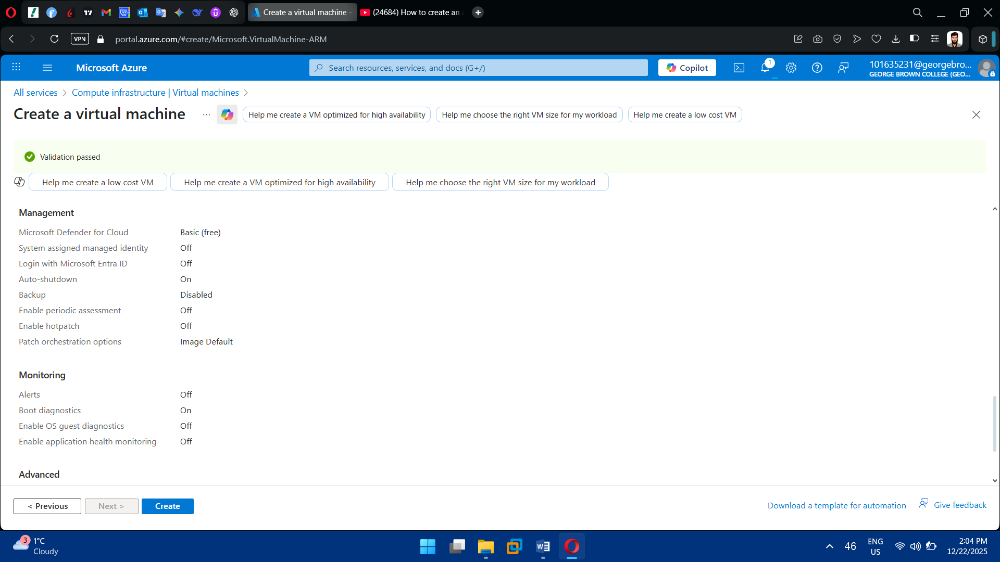 Create a virtual machine -
(24684) How to create an
VPN
portal.azure.com/#create/Microsoft.VirtualMachine-ARM
Microsoft Azure
Search resources, services, and docs (G+/)
Copilot
1
101635231@georgebro...
GEORGE BROWN COLLEGE (GEO...
All services > Compute infrastructure | Virtual machines >
Create a virtual machine
...
Help me create a VM optimized for high availability
Help me choose the right VM size for my workload
Help me create a low cost VM
Validation passed
Help me create a low cost VM
Help me create a VM optimized for high availability
Help me choose the right VM size for my workload
Management
Microsoft Defender for Cloud Basic (free)
System assigned managed identity Off
Login with Microsoft Entra ID Off
Auto-shutdown On
Backup Disabled
Enable periodic assessment Off
Enable hotpatch Off
Patch orchestration options Image Default
Monitoring
Alerts Off
Boot diagnostics On
Enable OS guest diagnostics Off
Enable application health monitoring Off
Advanced
< Previous
Next >
Create
Download a template for automation
Give feedback
3
1°C
Cloudy
46
ENG
US
2:04 PM
12/22/2025